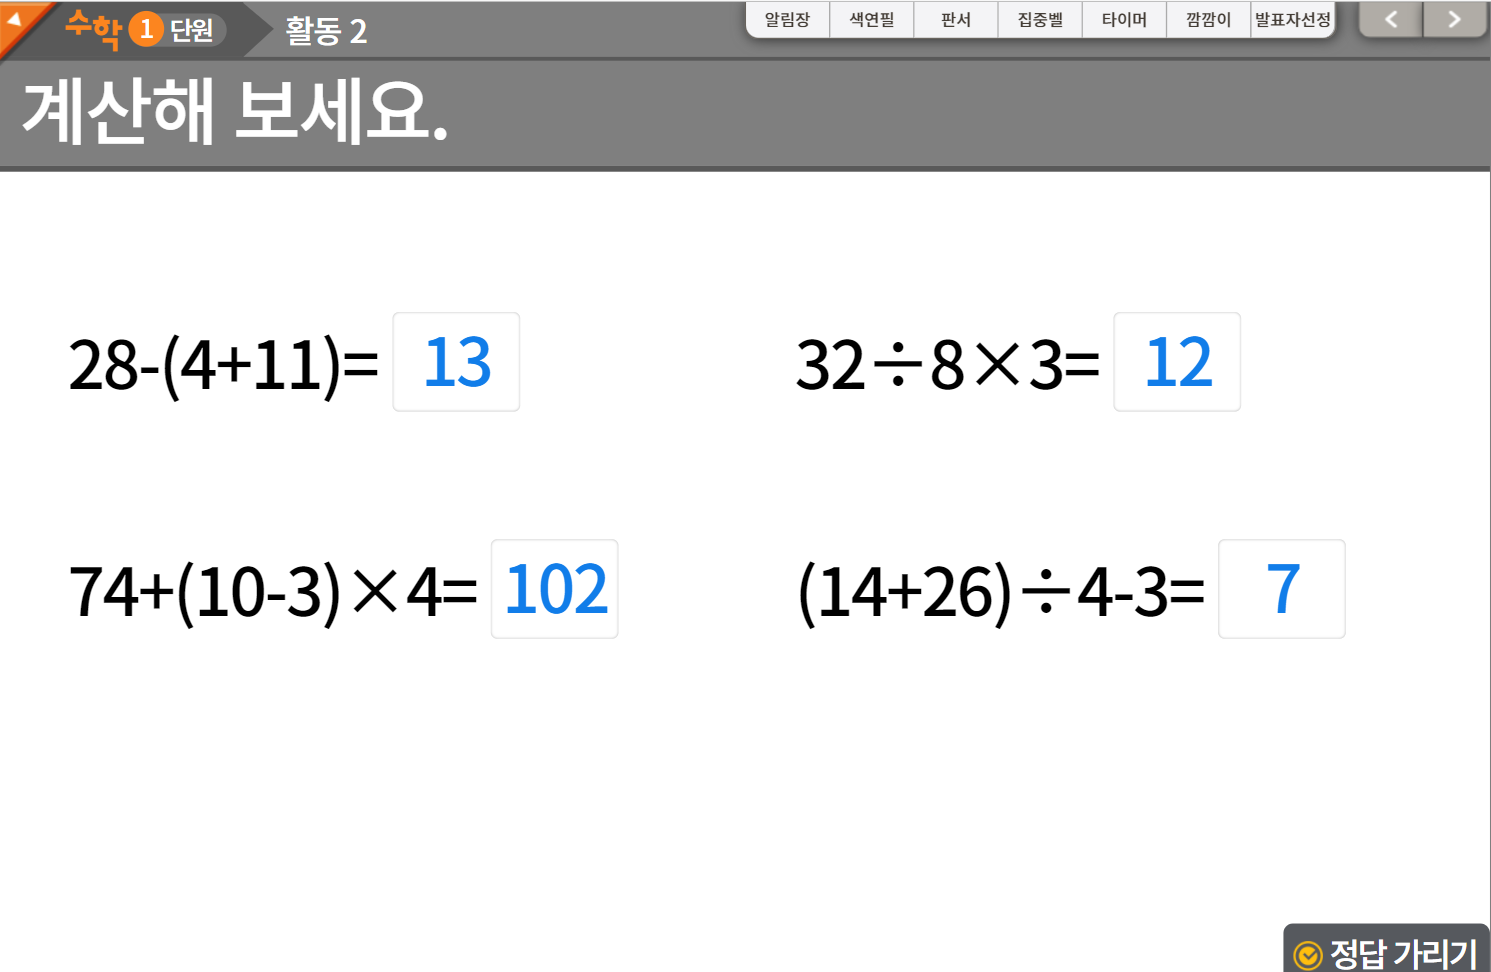 수학 1 단원 활동 2 알림장 색연필 판서 집중벨 타이머 깜깜이 발표자선정
계산해 보세요.
28-(4+11)= 13 32÷8×3= 12
74+(10-3)×4= 102 (14+26)÷4-3= 7
정답 가리기